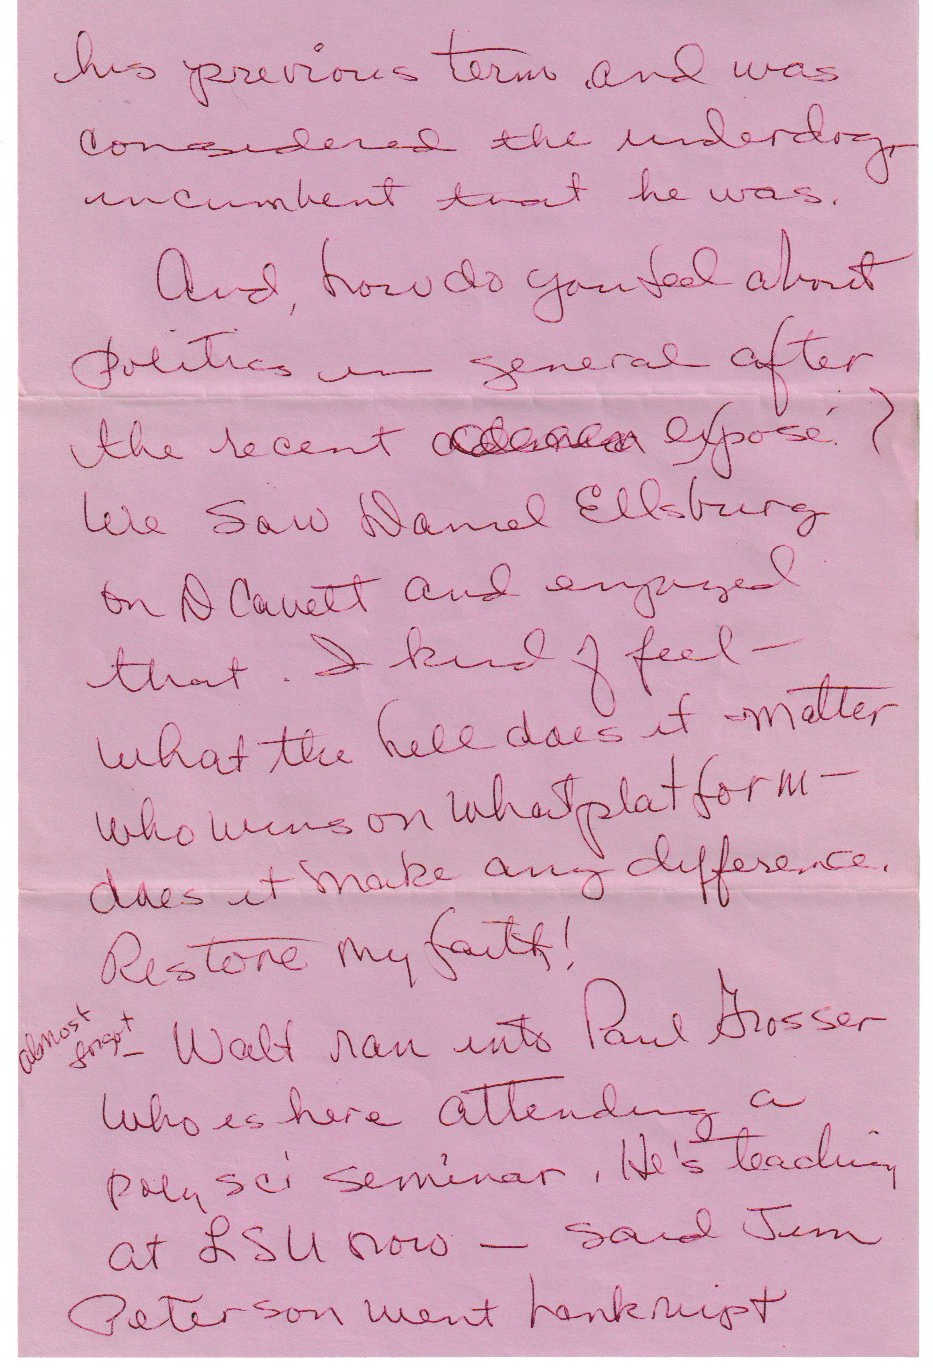 his previous term and was
considered the underdog
incumbent that he was.
And, how do you feel about
politics in general after
the recent exposé?
We saw Daniel Ellsburg
on D Cavett and enjoyed
that. I kind of feel —
what the hell does it matter
who wins on what platform —
does it make any difference.
Restore my faith!
almost
forgot — Walt ran into Paul Grosser
who is here attending a
poly sci seminar. He's teaching
at LSU now — said Jim
Peterson went bankrupt